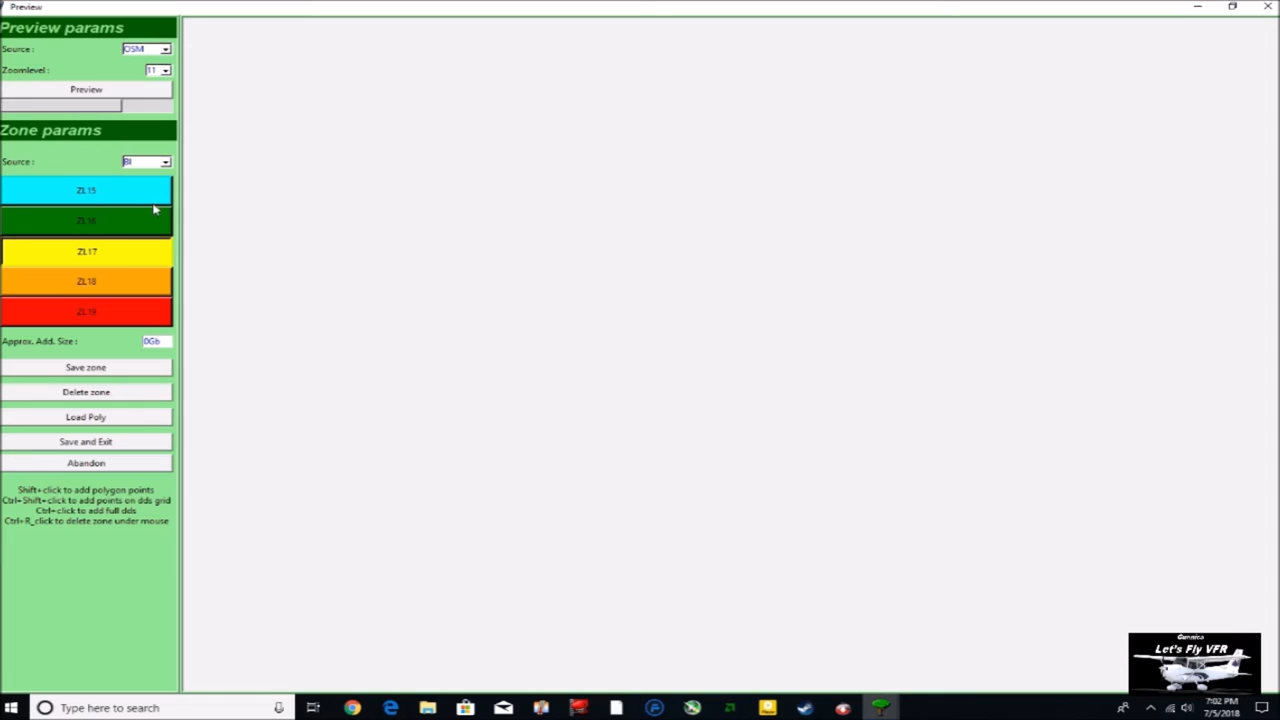 Preview
Preview params
Source : OSM
Zoomlevel : 11
Preview
Zone params
Source : BI
ZL15
ZL16
ZL17
ZL18
ZL19
Approx. Add. Size : 0Gb
Save zone
Delete zone
Load Poly
Save and Exit
Abandon
Shift+click to add polygon points
Ctrl+Shift+click to add points on dds grid
Ctrl+click to add full dds
Ctrl+R_click to delete zone under mouse
Let's Fly VFR
Type here to search
7:02 PM
7/5/2018